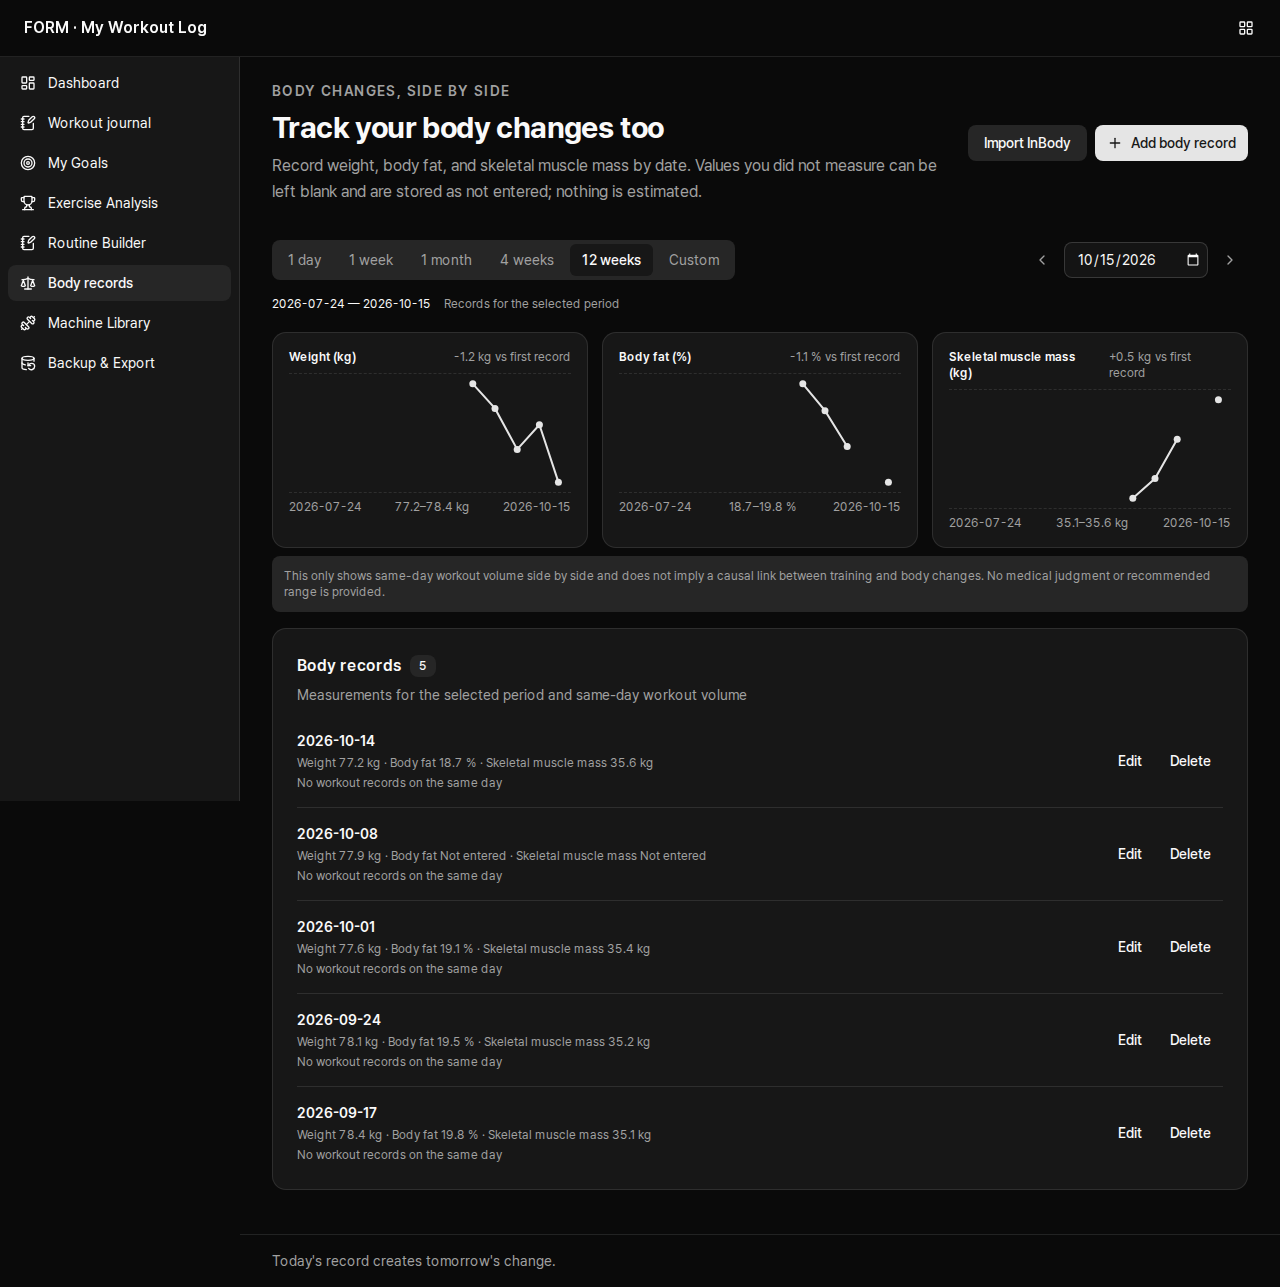 FORM · My Workout Log
Dashboard
Workout journal
My Goals
Exercise Analysis
Routine Builder
Body records
Machine Library
Backup & Export
BODY CHANGES, SIDE BY SIDE
Track your body changes too
Record weight, body fat, and skeletal muscle mass by date. Values you did not measure can be
left blank and are stored as not entered; nothing is estimated.
Import InBody
Add body record
1 day 1 week 1 month 4 weeks 12 weeks Custom
10/15/2026
2026-07-24 — 2026-10-15 Records for the selected period
Weight (kg) -1.2 kg vs first record
2026-07-24 77.2–78.4 kg 2026-10-15
Body fat (%) -1.1 % vs first record
2026-07-24 18.7–19.8 % 2026-10-15
Skeletal muscle mass
(kg)
+0.5 kg vs first
record
2026-07-24 35.1–35.6 kg 2026-10-15
This only shows same-day workout volume side by side and does not imply a causal link between training and body changes. No medical judgment or recommended
range is provided.
Body records 5
Measurements for the selected period and same-day workout volume
2026-10-14
Weight 77.2 kg · Body fat 18.7 % · Skeletal muscle mass 35.6 kg
No workout records on the same day
Edit Delete
2026-10-08
Weight 77.9 kg · Body fat Not entered · Skeletal muscle mass Not entered
No workout records on the same day
Edit Delete
2026-10-01
Weight 77.6 kg · Body fat 19.1 % · Skeletal muscle mass 35.4 kg
No workout records on the same day
Edit Delete
2026-09-24
Weight 78.1 kg · Body fat 19.5 % · Skeletal muscle mass 35.2 kg
No workout records on the same day
Edit Delete
2026-09-17
Weight 78.4 kg · Body fat 19.8 % · Skeletal muscle mass 35.1 kg
No workout records on the same day
Edit Delete
Today's record creates tomorrow's change.